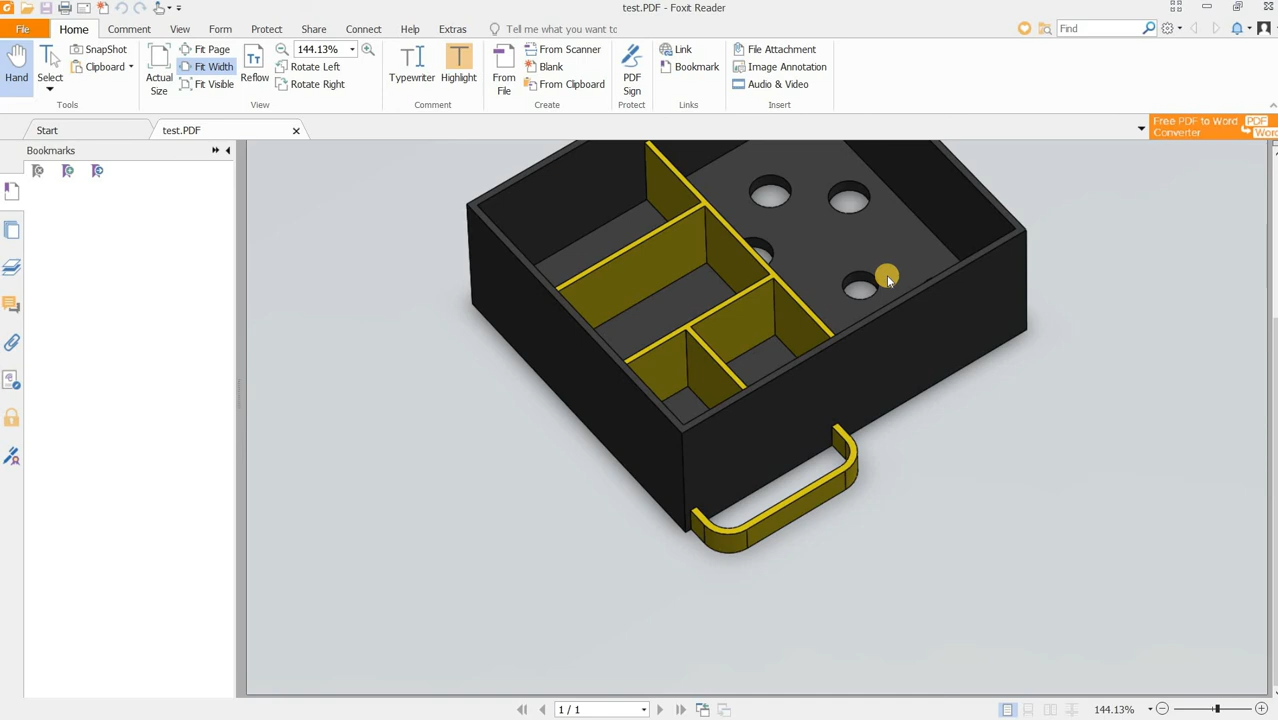 test.PDF - Foxit Reader
File Home Comment View Form Protect Share Connect Help Extras Tell me what you want to do.. Find
Hand
Select
SnapShot
Clipboard
Tools
Actual Size
Fit Page
Fit Width
Fit Visible
Reflow
144.13%
Rotate Left
Rotate Right
View
Typewriter
Highlight
Comment
From File
From Scanner
Blank
From Clipboard
Create
PDF Sign
Protect
Link
Bookmark
Links
File Attachment
Image Annotation
Audio & Video
Insert
Start
test.PDF
Free PDF to Word
Converter
PDF
Word
Bookmarks
1 / 1
144.13%